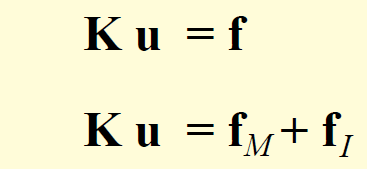 K u = f
K u = f_M + f_I